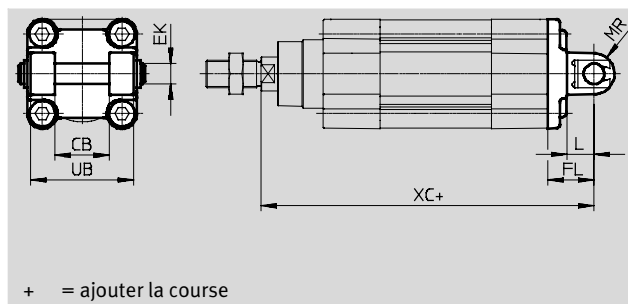 EK
MR
CB
UB
L
FL
XC+
+ = ajouter la course